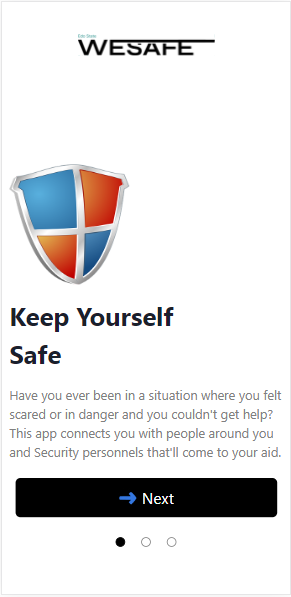 WESAFE
Keep Yourself
Safe
Have you ever been in a situation where you felt
scared or in danger and you couldn't get help?
This app connects you with people around you
and Security personnels that'll come to your aid.
Next